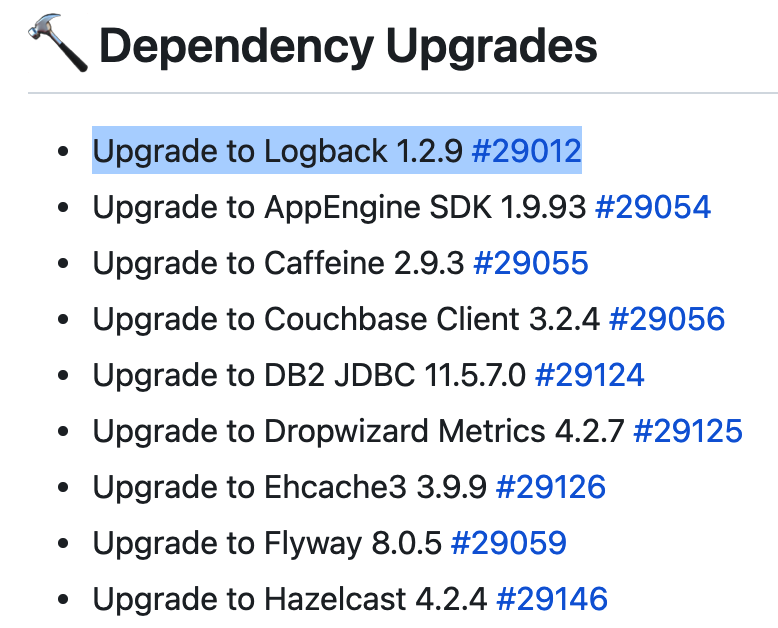 Dependency Upgrades
Upgrade to Logback 1.2.9 #29012
Upgrade to AppEngine SDK 1.9.93 #29054
Upgrade to Caffeine 2.9.3 #29055
Upgrade to Couchbase Client 3.2.4 #29056
Upgrade to DB2 JDBC 11.5.7.0 #29124
Upgrade to Dropwizard Metrics 4.2.7 #29125
Upgrade to Ehcache3 3.9.9 #29126
Upgrade to Flyway 8.0.5 #29059
Upgrade to Hazelcast 4.2.4 #29146